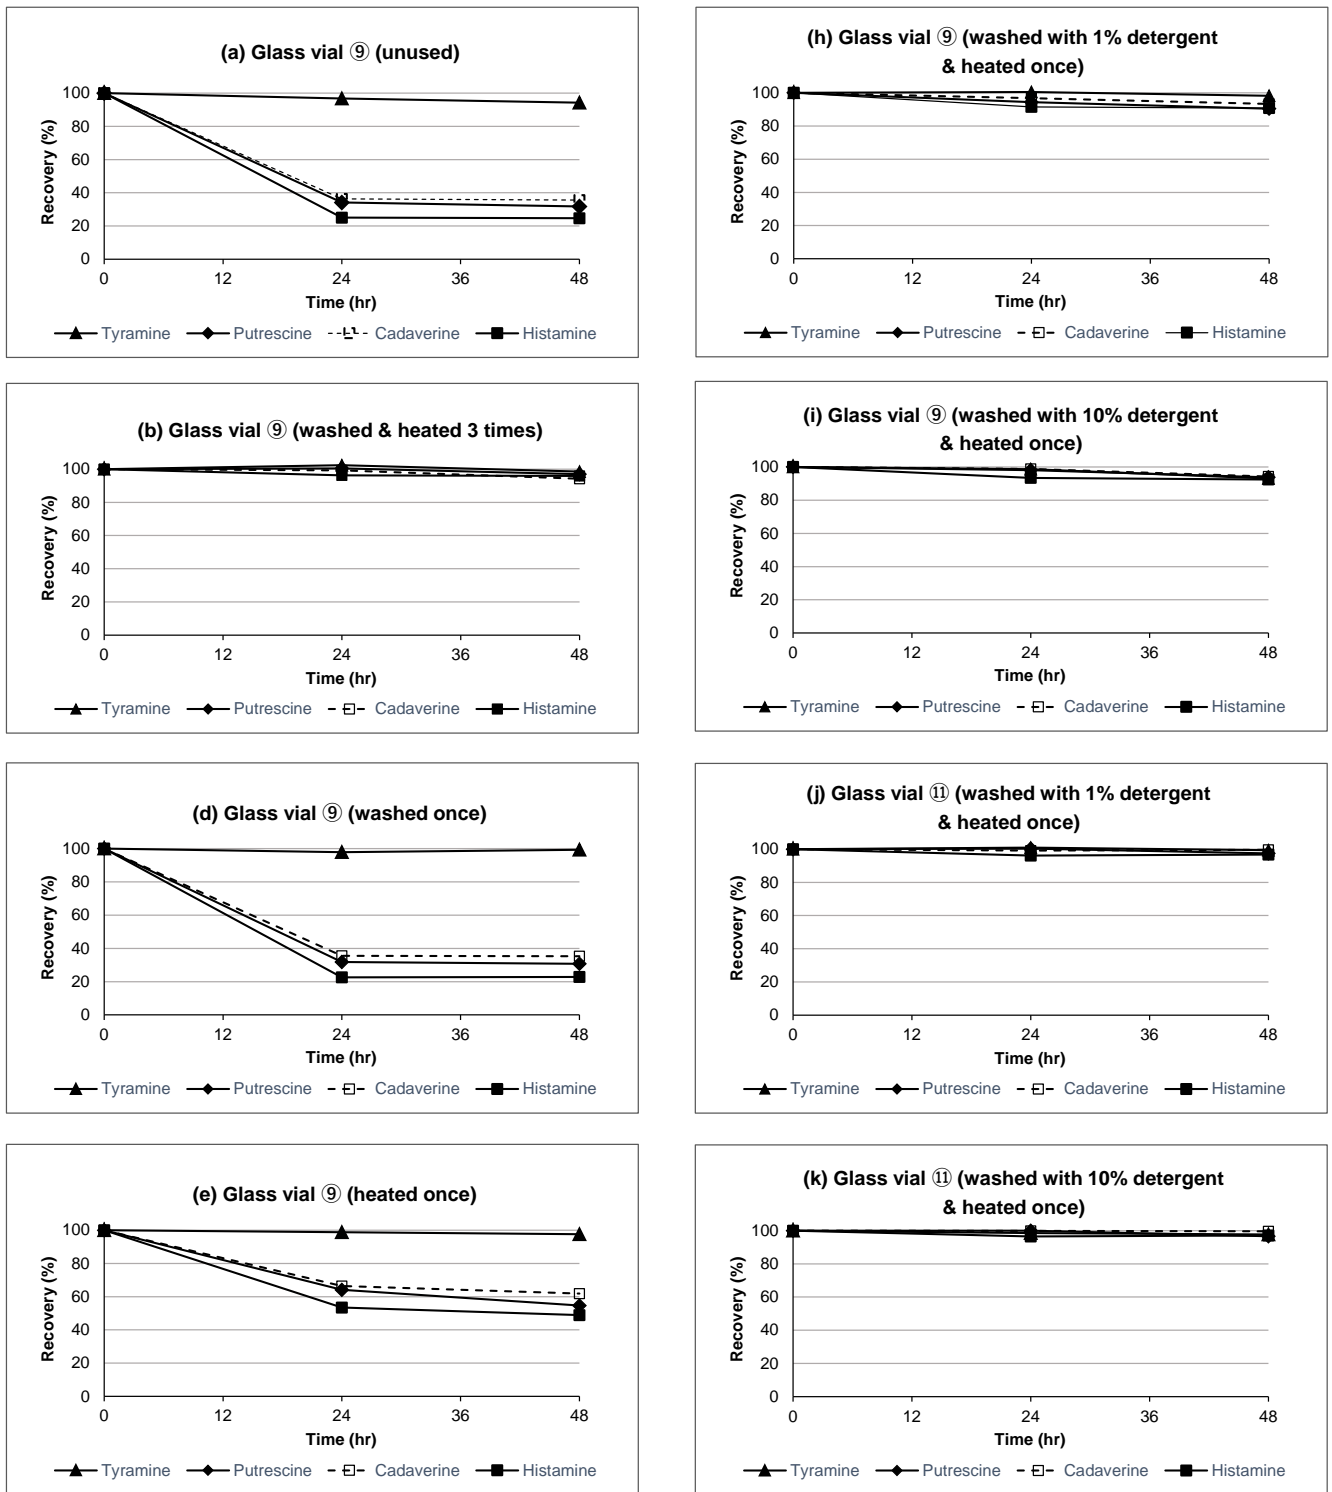 (a) Glass vial ⑨ (unused)
100
80
60
40
20
0
Recovery (%)
0 12 24 36 48
Time (hr)
Tyramine Putrescine Cadaverine Histamine
(b) Glass vial ⑨ (washed & heated 3 times)
100
80
60
40
20
0
Recovery (%)
0 12 24 36 48
Time (hr)
Tyramine Putrescine Cadaverine Histamine
(d) Glass vial ⑨ (washed once)
100
80
60
40
20
0
Recovery (%)
0 12 24 36 48
Time (hr)
Tyramine Putrescine Cadaverine Histamine
(e) Glass vial ⑨ (heated once)
100
80
60
40
20
0
Recovery (%)
0 12 24 36 48
Time (hr)
Tyramine Putrescine Cadaverine Histamine
(h) Glass vial ⑨ (washed with 1% detergent
& heated once)
100
80
60
40
20
0
Recovery (%)
0 12 24 36 48
Time (hr)
Tyramine Putrescine Cadaverine Histamine
(i) Glass vial ⑨ (washed with 10% detergent
& heated once)
100
80
60
40
20
0
Recovery (%)
0 12 24 36 48
Time (hr)
Tyramine Putrescine Cadaverine Histamine
(j) Glass vial ⑪ (washed with 1% detergent
& heated once)
100
80
60
40
20
0
Recovery (%)
0 12 24 36 48
Time (hr)
Tyramine Putrescine Cadaverine Histamine
(k) Glass vial ⑪ (washed with 10% detergent
& heated once)
100
80
60
40
20
0
Recovery (%)
0 12 24 36 48
Time (hr)
Tyramine Putrescine Cadaverine Histamine